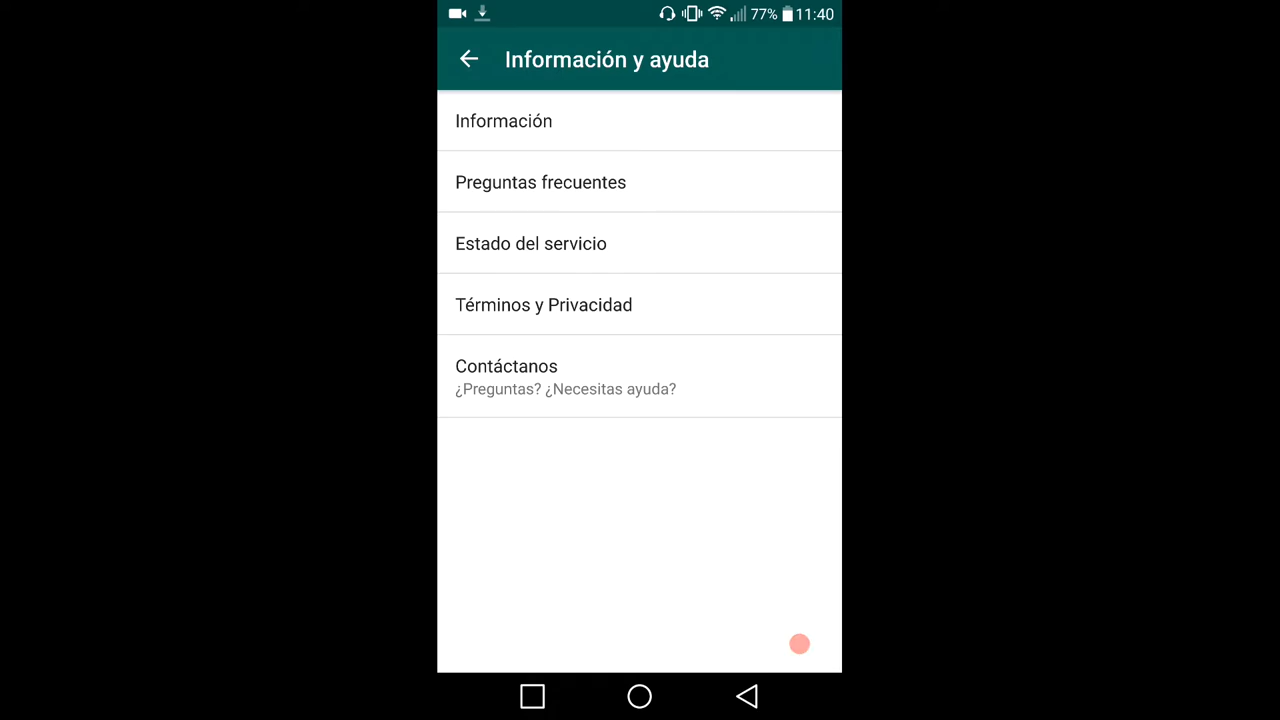 77% 11:40
Información y ayuda
Información
Preguntas frecuentes
Estado del servicio
Términos y Privacidad
Contáctanos
¿Preguntas? ¿Necesitas ayuda?